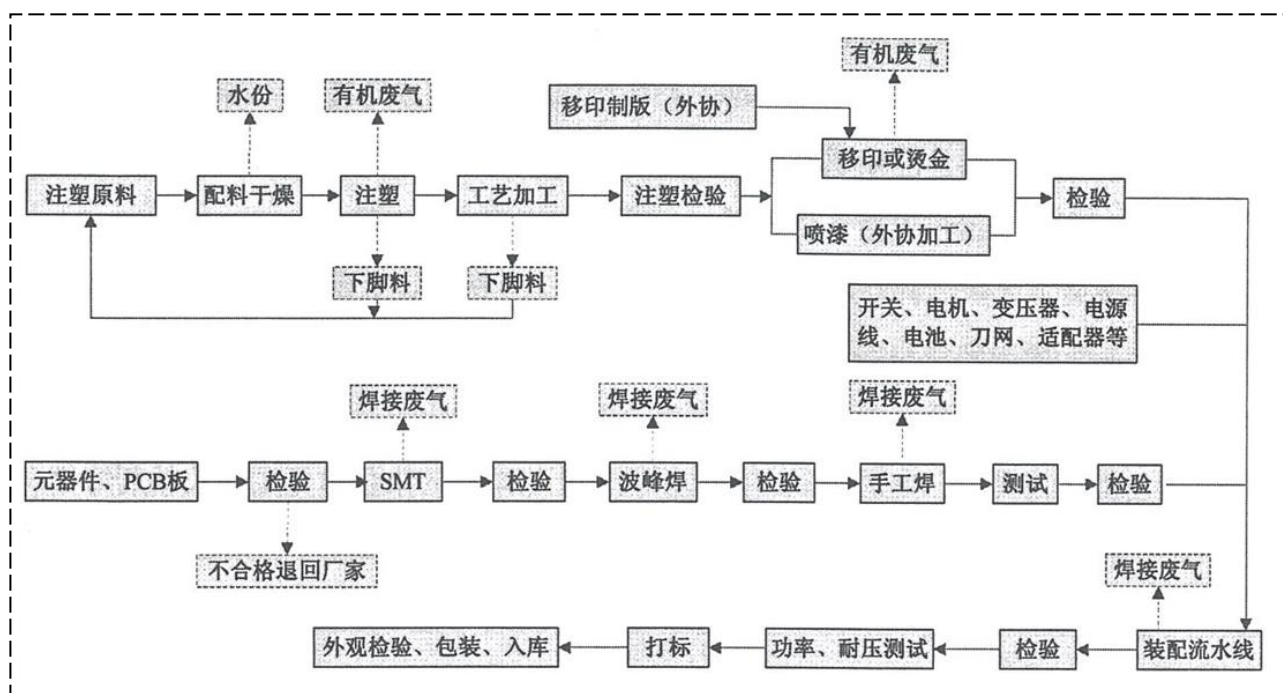 有机废气
水份
有机废气
移印制版（外协）
移印或烫金
注塑原料
配料干燥
注塑
工艺加工
注塑检验
检验
喷漆（外协加工）
下脚料
下脚料
开关、电机、变压器、电源
线、电池、刀网、适配器等
焊接废气
焊接废气
焊接废气
元器件、PCB板
检验
SMT
检验
波峰焊
检验
手工焊
测试
检验
不合格退回厂家
焊接废气
外观检验、包装、入库
打标
功率、耐压测试
检验
装配流水线